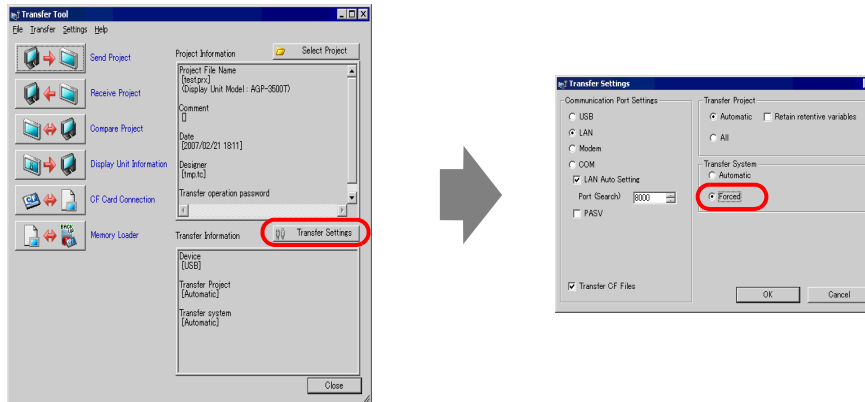 Transfer Tool
File Transfer Settings Help
Send Project
Receive Project
Compare Project
Display Unit Information
CF Card Connection
Memory Loader
Project Information
Select Project
Project File Name
[test.prx]
(Display Unit Model : AGP-3500T)
Comment
[]
Date
[2007/02/21 18:11]
Designer
[tmp.tc]
Transfer operation password
Transfer Information
Transfer Settings
Device
[USB]
Transfer Project
[Automatic]
Transfer system
[Automatic]
Close
Transfer Settings
Communication Port Settings
USB
LAN
Modem
COM
LAN Auto Setting
Port (Search) 8000
PASV
Transfer CF Files
Transfer Project
Automatic Retain retentive variables
All
Transfer System
Automatic
Forced
OK Cancel